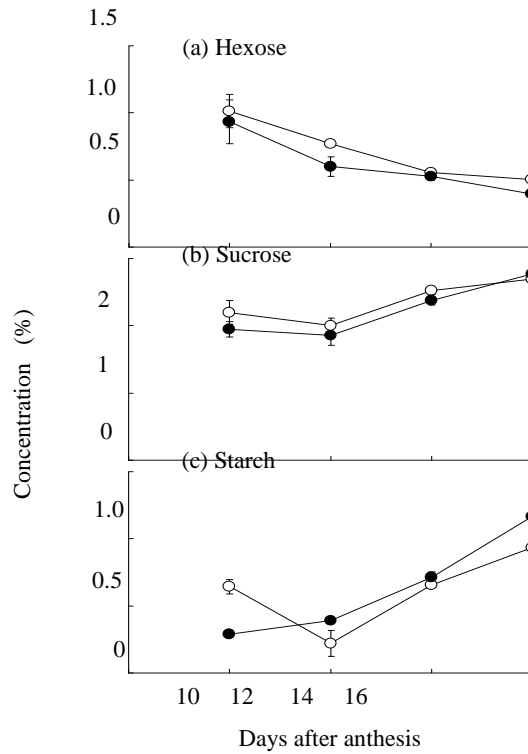 1.5
(a) Hexose
1.0
0.5
0
(b) Sucrose
2
1
0
Concentration (%)
(c) Starch
1.0
0.5
0
10 12 14 16
Days after anthesis